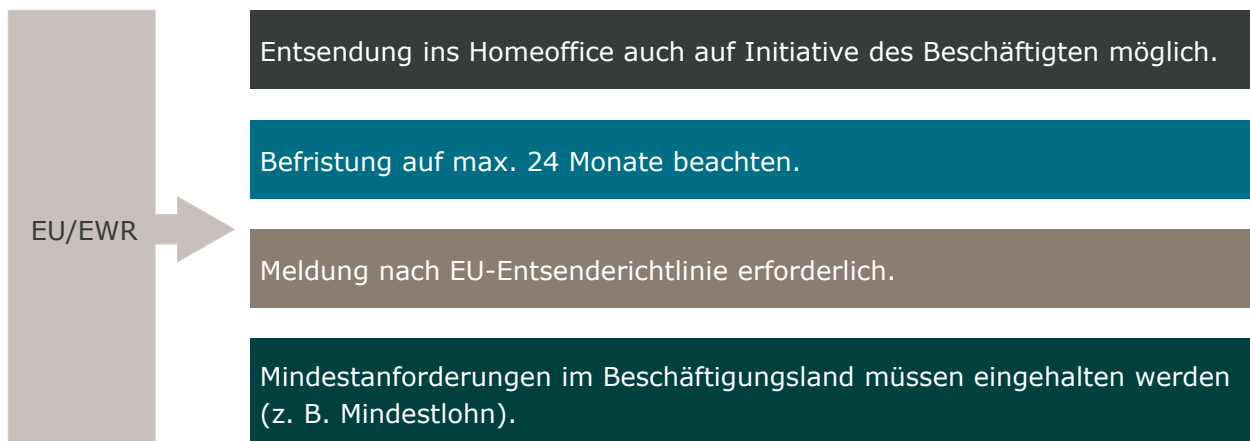 EU/EWR
Entsendung ins Homeoffice auch auf Initiative des Beschäftigten möglich.
Befristung auf max. 24 Monate beachten.
Meldung nach EU-Entsenderichtlinie erforderlich.
Mindestanforderungen im Beschäftigungsland müssen eingehalten werden
(z. B. Mindestlohn).